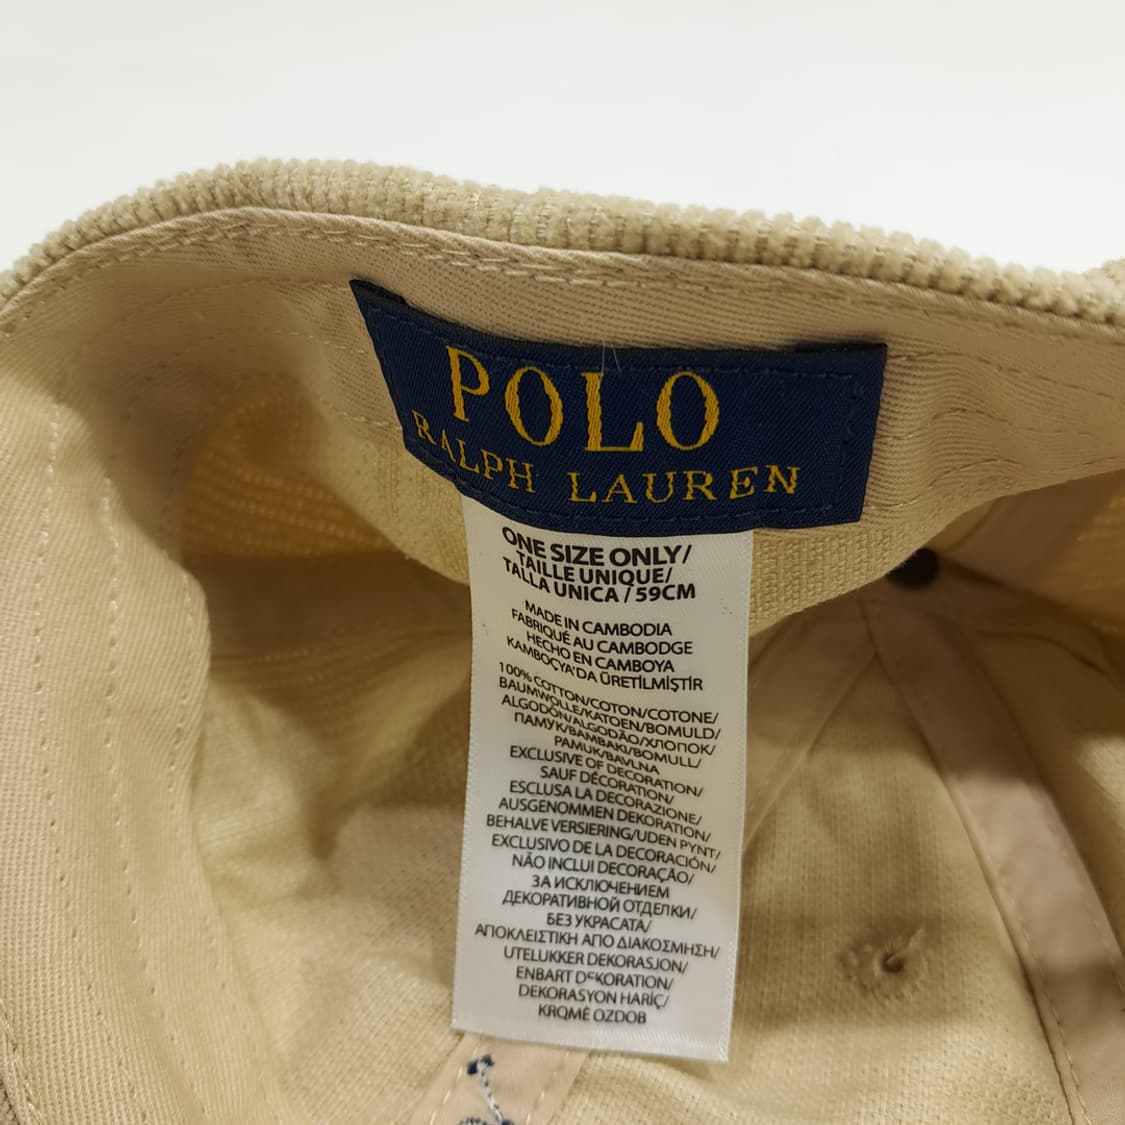 POLO
RALPH LAUREN
ONE SIZE ONLY/
TAILLE UNIQUE/
TALLA UNICA / 59CM
MADE IN CAMBODIA
FABRIQUÉ AU CAMBODGE
HECHO EN CAMBOYA
KAMBOÇYA'DA ÜRETİLMİŞTİR
100% COTTON/COTON/COTONE/
BAUMWOLLE/KATOEN/BOMULD/
ALGODÓN/ALGODÃO/ХЛОПОК/
ПАМУК/ΒΑΜΒΑΚΙ/BOMULL/
PAMUK/BAVLNA
EXCLUSIVE OF DECORATION/
SAUF DÉCORATION/
ESCLUSA LA DECORAZIONE/
AUSGENOMMEN DEKORATION/
BEHALVE VERSIERING/UDEN PYNT/
EXCLUSIVO DE LA DECORACIÓN/
NÃO INCLUI DECORAÇÃO/
ЗА ИСКЛЮЧЕНИЕМ
ДЕКОРАТИВНОЙ ОТДЕЛКИ/
БЕЗ УКРАСАТА/
ΑΠΟΚΛΕΙΣΤΙΚΗ ΑΠΟ ΔΙΑΚΟΣΜΗΣΗ/
UTELUKKER DEKORASJON/
ENBART DEKORATION/
DEKORASYON HARİÇ/
KROMĚ OZDOB